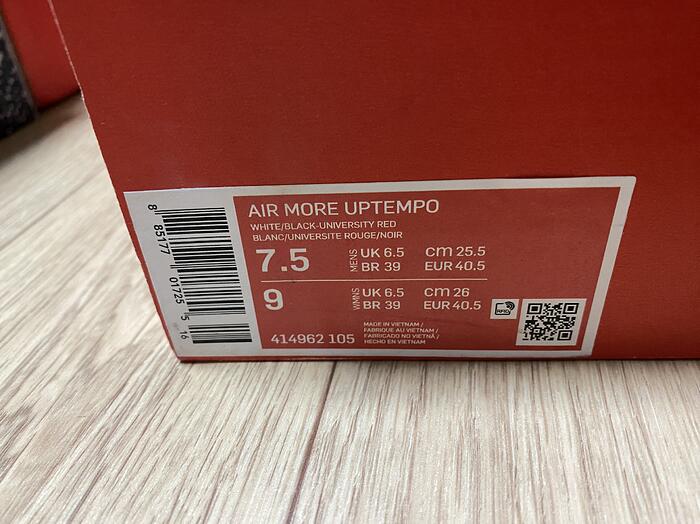 AIR MORE UPTEMPO
WHITE/BLACK-UNIVERSITY RED
BLANC/UNIVERSITE ROUGE/NOIR
7.5 MENS UK 6.5 cm 25.5
BR 39 EUR 40.5
9 WMNS UK 6.5 cm 26
BR 39 EUR 40.5
414962 105
MADE IN VIETNAM /
FABRIQUE AU VIETNAM /
FABRICADO NO VIETNÃ /
HECHO EN VIETNAM
RFID
8 85177 01725 5 16